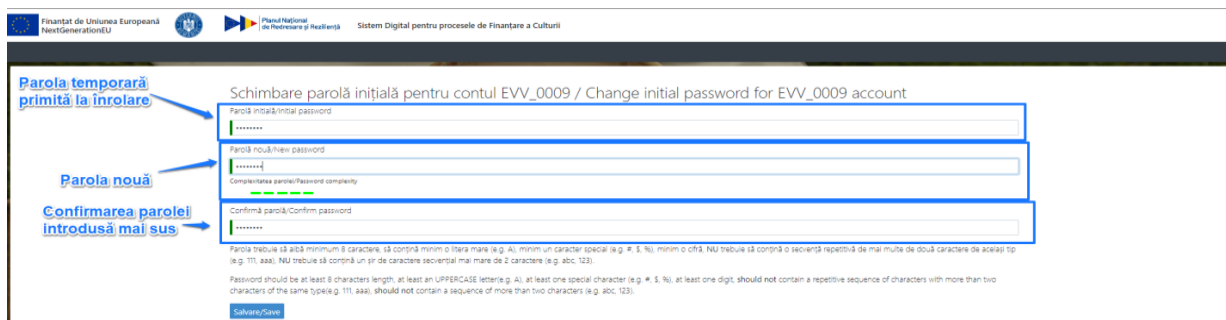 Finanțat de Uniunea Europeană
NextGenerationEU
Planul Național
de Redresare și Reziliență
Sistem Digital pentru procesele de Finanțare a Culturii
Parola temporară
primită la înrolare
Schimbare parolă inițială pentru contul EVV_0009 / Change initial password for EVV_0009 account
Parolă inițială/Initial password
••••••••
Parolă nouă/New password
••••••••
Parola nouă
Complexitatea parolei/Password complexity
Confirmarea parolei
introdusă mai sus
Confirmă parolă/Confirm password
••••••••
Parola trebuie să aibă minimum 8 caractere, să conțină minim o litera mare (e.g. A), minim un caracter special (e.g. #, $, %), minim o cifră, NU trebuie să conțină o secvență repetitivă de mai multe de două caractere de același tip
(e.g. 111, aaa), NU trebuie să conțină un șir de caractere secvențial mai mare de 2 caractere (e.g. abc, 123).
Password should be at least 8 characters length, at least an UPPERCASE letter(e.g. A), at least one special character (e.g. #, $, %), at least one digit, should not contain a repetitive sequence of characters with more than two
characters of the same type(e.g. 111, aaa), should not contain a sequence of more than two characters (e.g. abc, 123).
Salvare/Save